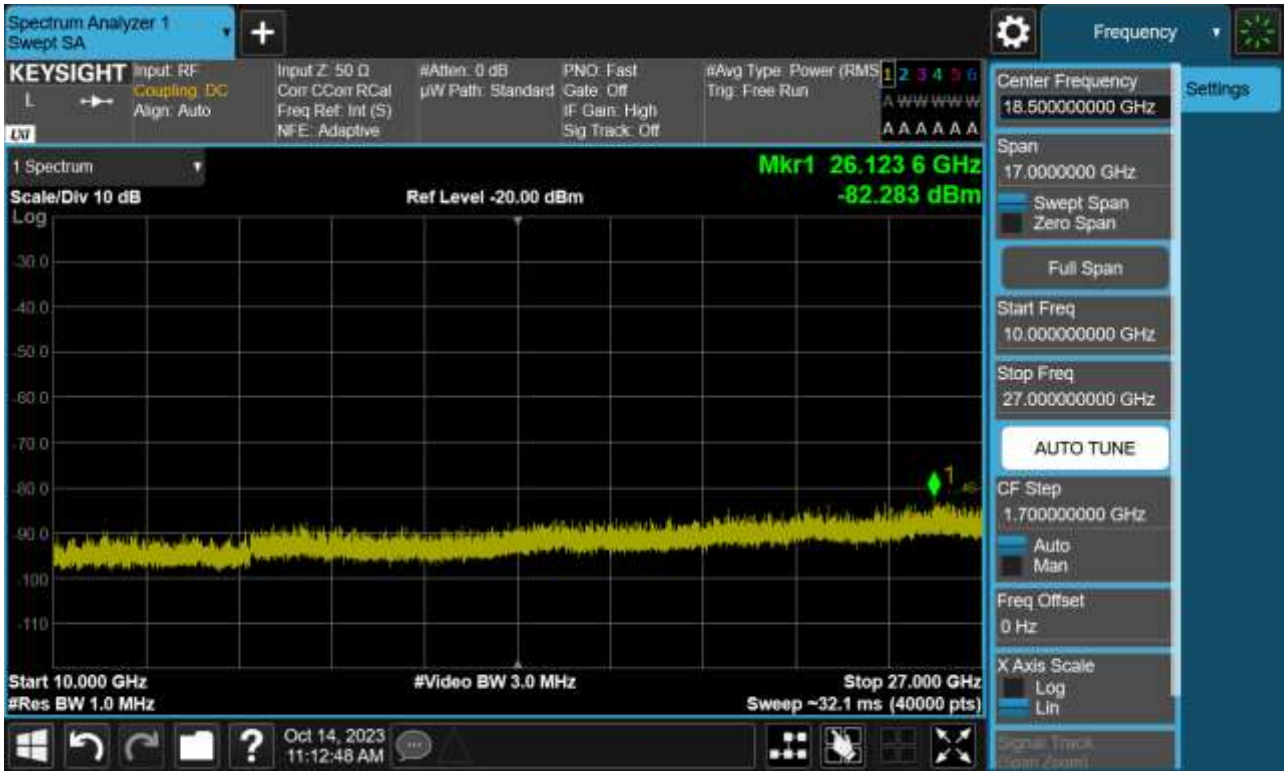 Spectrum Analyzer 1
Swept SA
+
Frequency
KEYSIGHT
L
LXI
Input: RF
Coupling: DC
Align: Auto
Input Z: 50 Ω
Corr CCorr RCal
Freq Ref: Int (S)
NFE: Adaptive
#Atten: 0 dB
µW Path: Standard
PNO: Fast
Gate: Off
IF Gain: High
Sig Track: Off
#Avg Type: Power (RMS
Trig: Free Run
1 2 3 4 5 6
A W W W W W
A A A A A A
Center Frequency
18.500000000 GHz
Settings
Span
17.0000000 GHz
Swept Span
Zero Span
Full Span
Start Freq
10.000000000 GHz
Stop Freq
27.000000000 GHz
AUTO TUNE
CF Step
1.700000000 GHz
Auto
Man
Freq Offset
0 Hz
X Axis Scale
Log
Lin
Signal Track
(Span Zoom)
1 Spectrum
Mkr1 26.123 6 GHz
-82.283 dBm
Scale/Div 10 dB
Ref Level -20.00 dBm
Log
-30.0
-40.0
-50.0
-60.0
-70.0
-80.0
-90.0
-100
-110
1
Start 10.000 GHz
#Video BW 3.0 MHz
Stop 27.000 GHz
#Res BW 1.0 MHz
Sweep ~32.1 ms (40000 pts)
?
Oct 14, 2023
11:12:48 AM